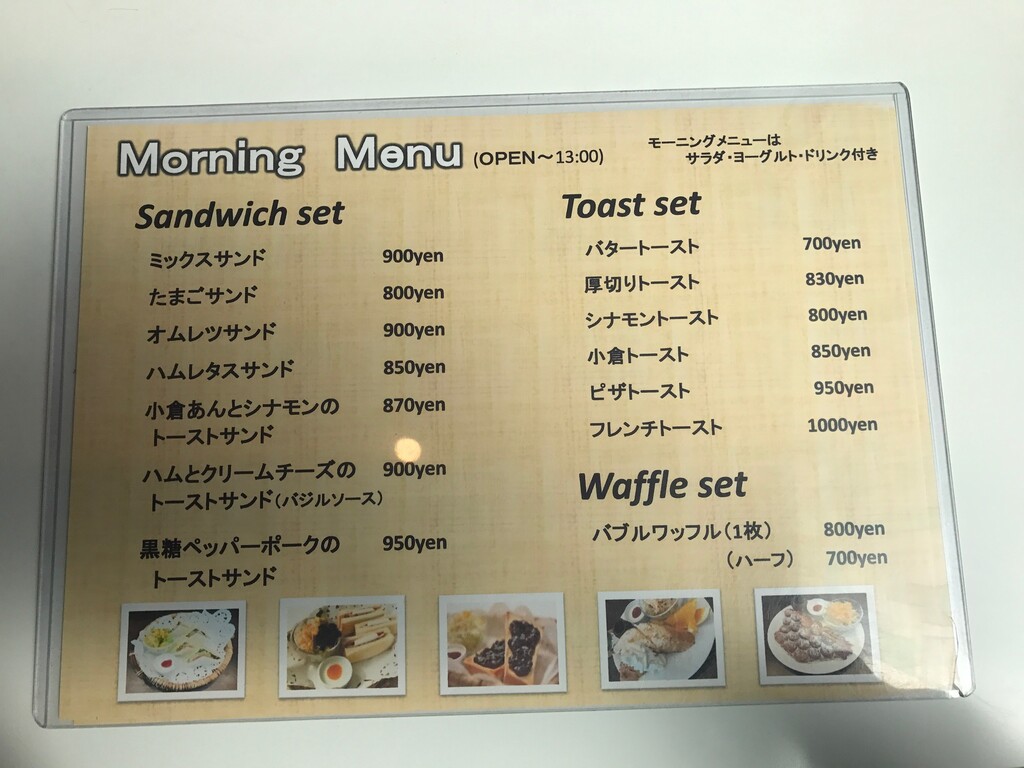 Morning Menu (OPEN～13:00)
モーニングメニューは
サラダ・ヨーグルト・ドリンク付き
Sandwich set
ミックスサンド 900yen
たまごサンド 800yen
オムレツサンド 900yen
ハムレタスサンド 850yen
小倉あんとシナモンの 870yen
トーストサンド
ハムとクリームチーズの 900yen
トーストサンド(バジルソース)
黒糖ペッパーポークの 950yen
トーストサンド
Toast set
バタートースト 700yen
厚切りトースト 830yen
シナモントースト 800yen
小倉トースト 850yen
ピザトースト 950yen
フレンチトースト 1000yen
Waffle set
バブルワッフル(1枚) 800yen
(ハーフ) 700yen